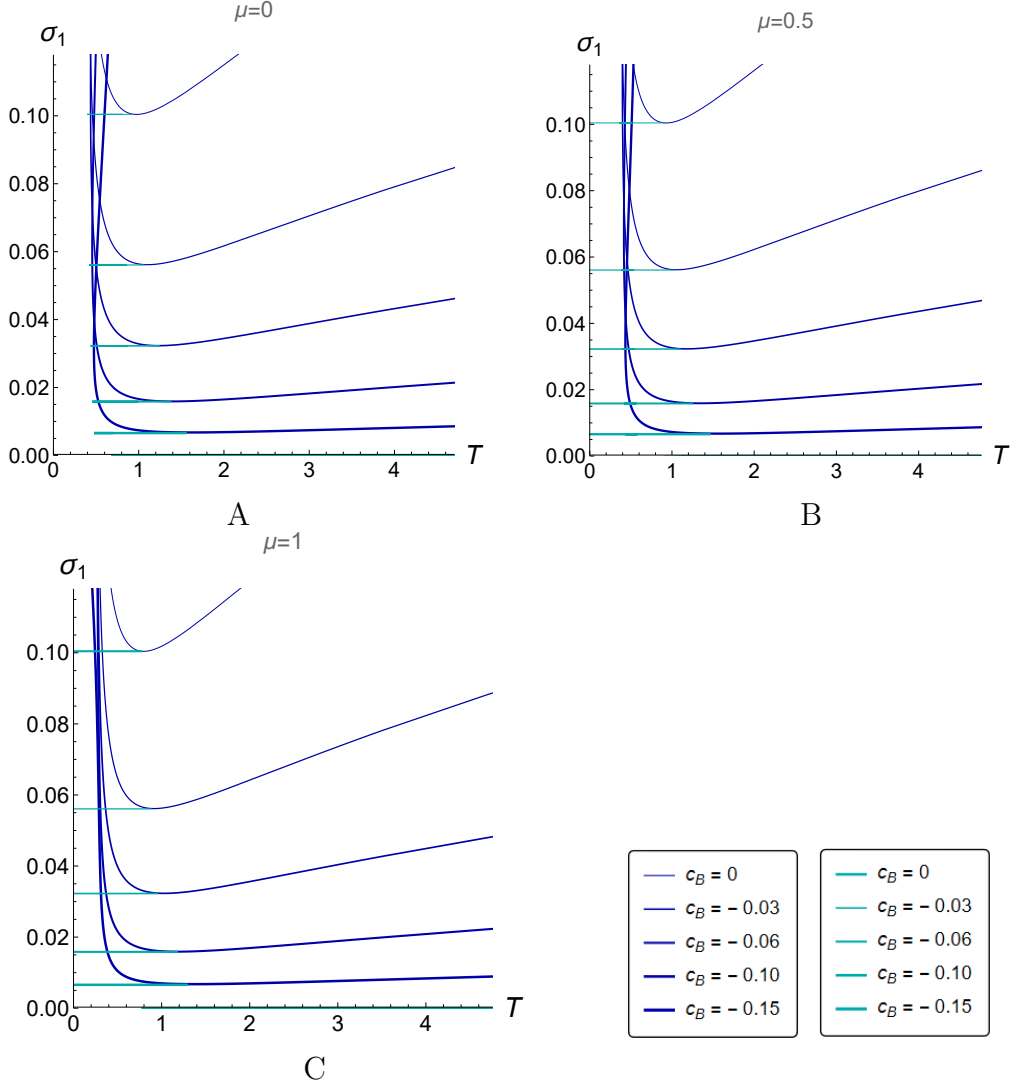 μ=0
σ1
0.10
0.08
0.06
0.04
0.02
0.00
0 1 2 3 4 T
A
μ=0.5
σ1
0.10
0.08
0.06
0.04
0.02
0.00
0 1 2 3 4 T
B
μ=1
σ1
0.10
0.08
0.06
0.04
0.02
0.00
0 1 2 3 4 T
C
cB = 0
cB = - 0.03
cB = - 0.06
cB = - 0.10
cB = - 0.15
cB = 0
cB = - 0.03
cB = - 0.06
cB = - 0.10
cB = - 0.15